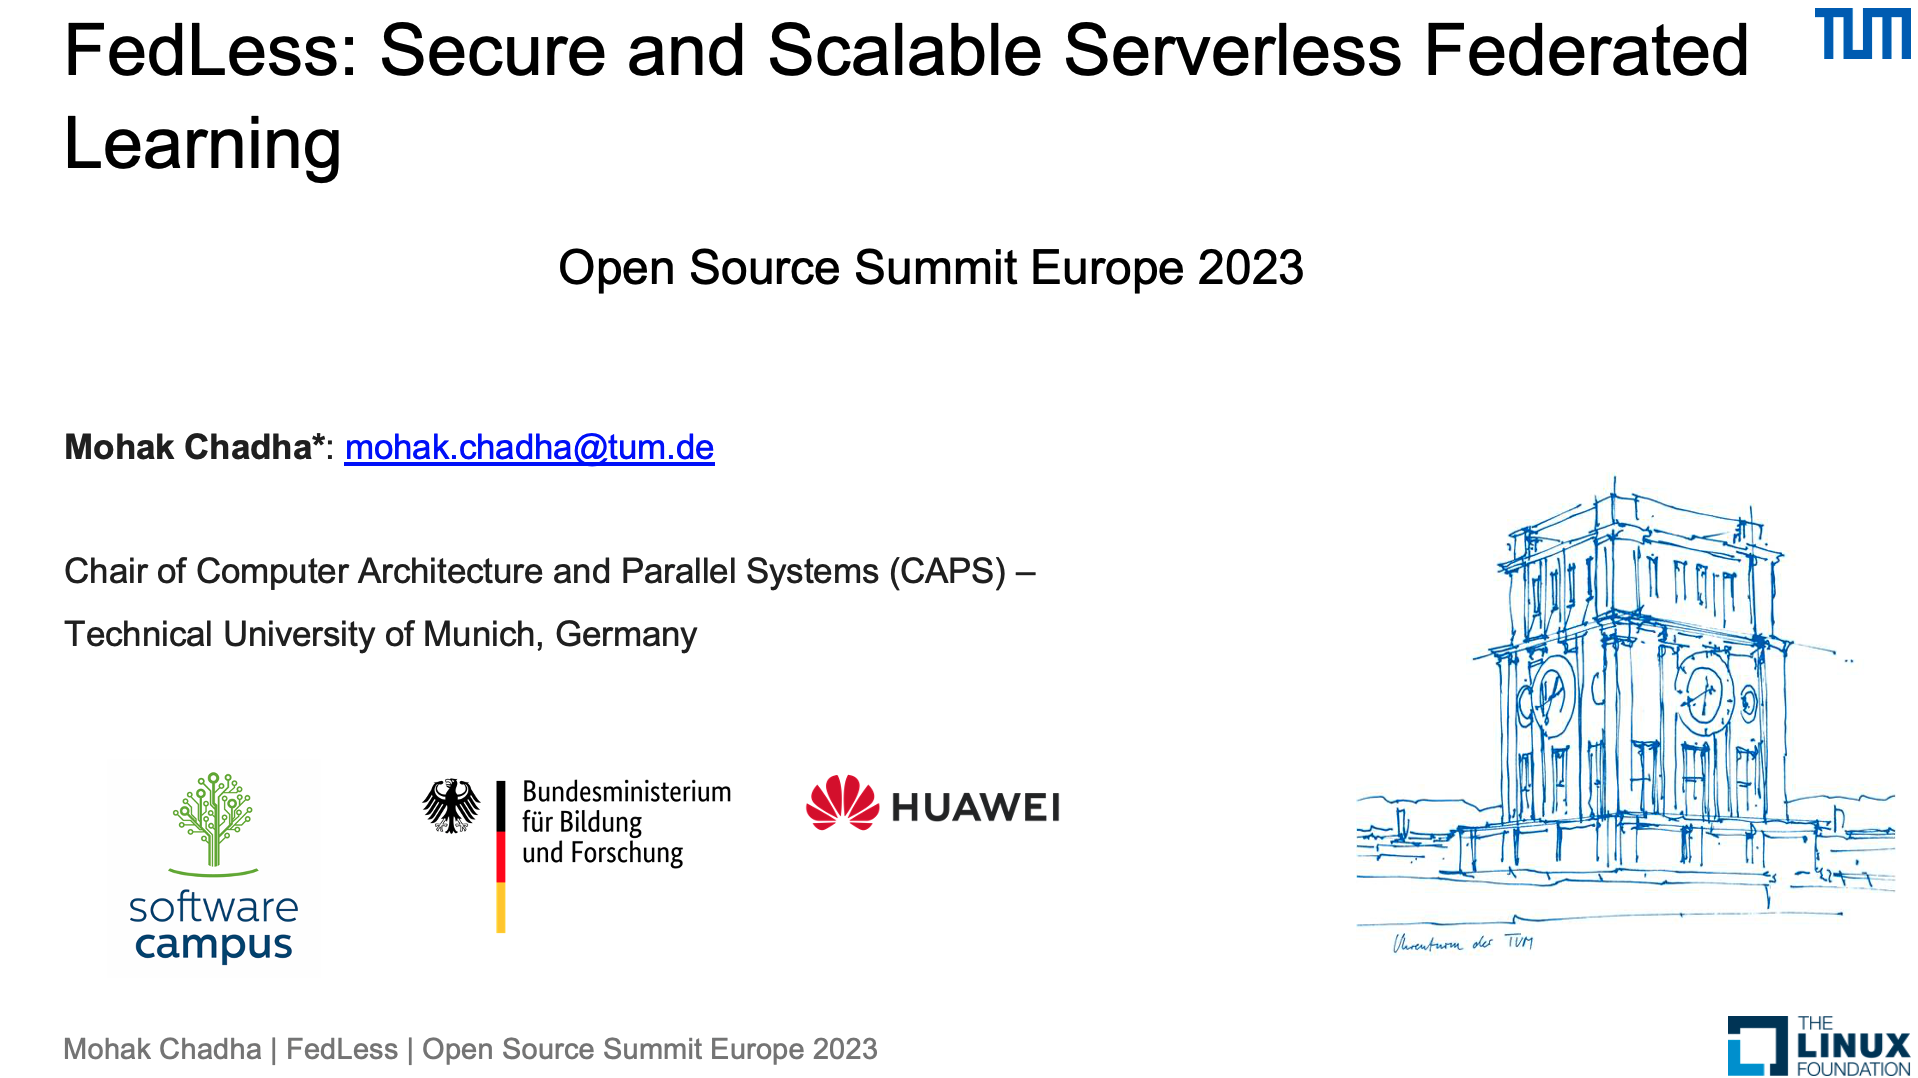 FedLess: Secure and Scalable Serverless Federated
Learning
TUM
Open Source Summit Europe 2023
Mohak Chadha*: mohak.chadha@tum.de
Chair of Computer Architecture and Parallel Systems (CAPS) –
Technical University of Munich, Germany
software
campus
Bundesministerium
für Bildung
und Forschung
HUAWEI
Uhrenturm der TUM
Mohak Chadha | FedLess | Open Source Summit Europe 2023
THE
LINUX
FOUNDATION